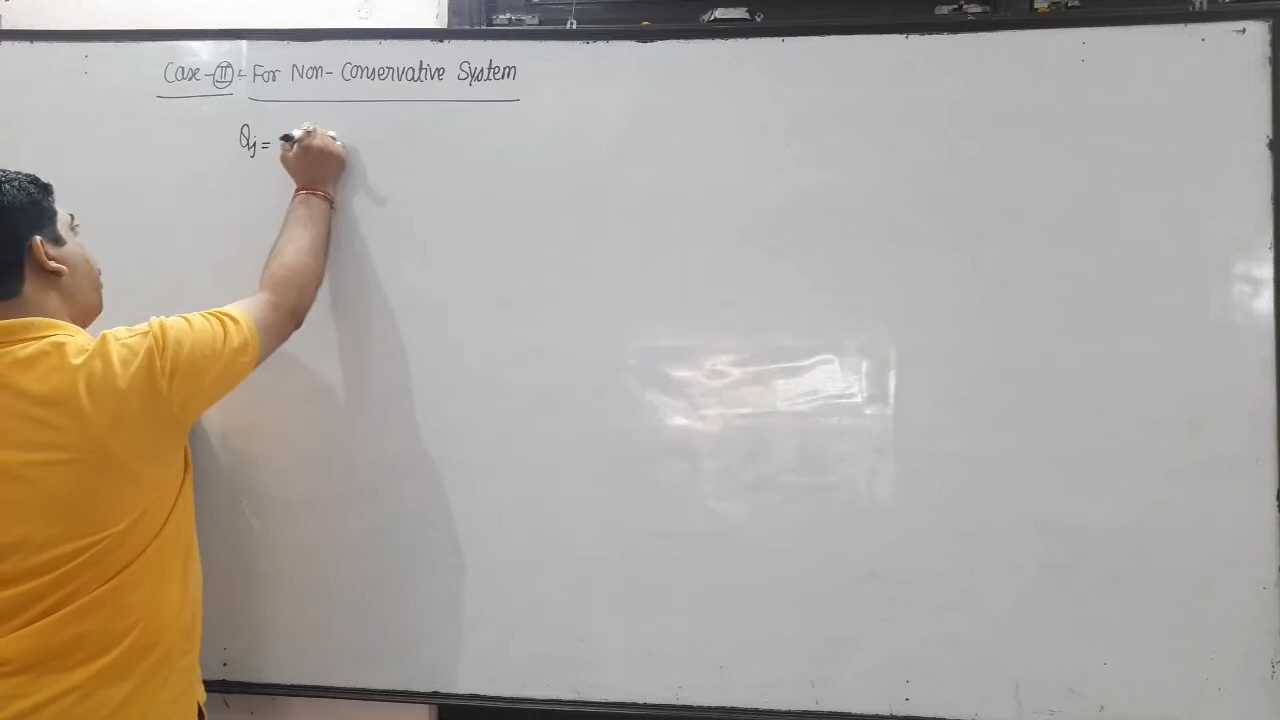 Case-II :- For Non-Conservative System
Qj =